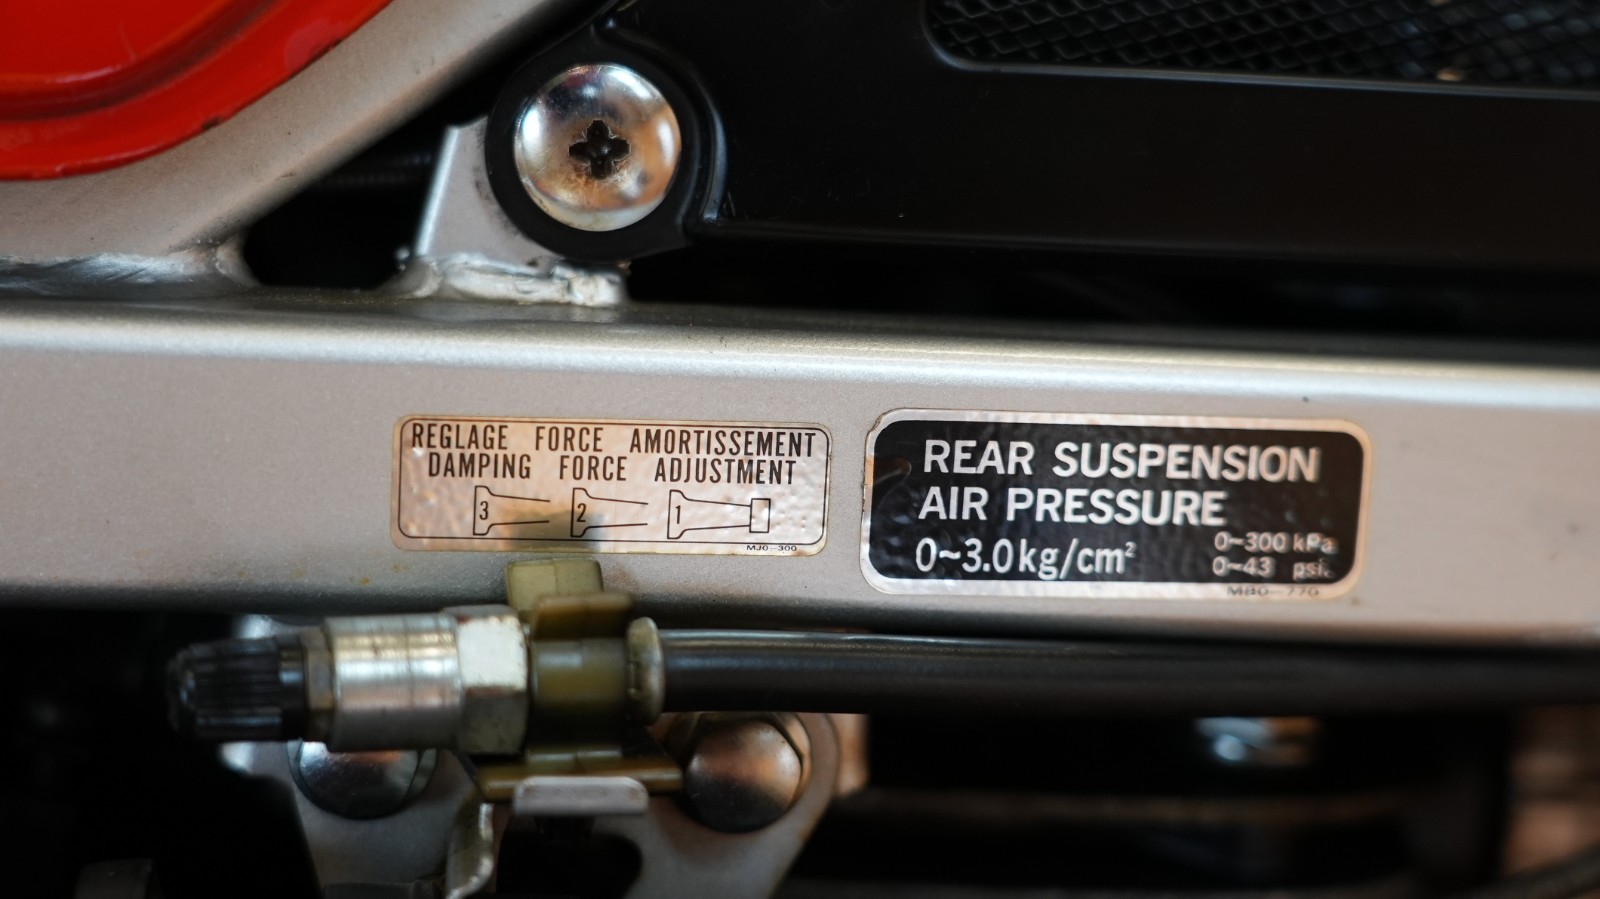 REGLAGE FORCE AMORTISSEMENT
DAMPING FORCE ADJUSTMENT
3 2 1
MJ0-300
REAR SUSPENSION
AIR PRESSURE
0~3.0kg/cm²
0~300 kPa
0~43 psi.
MB0-770